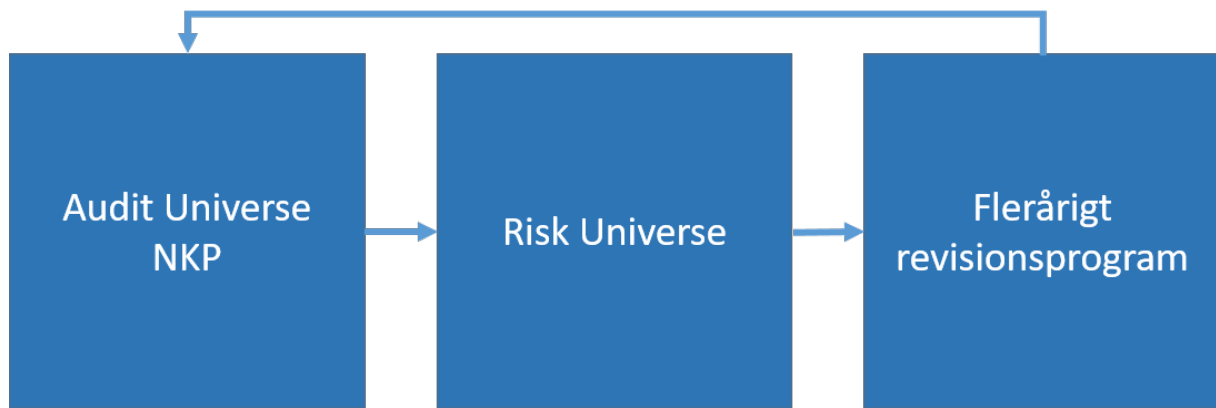 Audit Universe
NKP
Risk Universe
Flerårigt
revisionsprogram